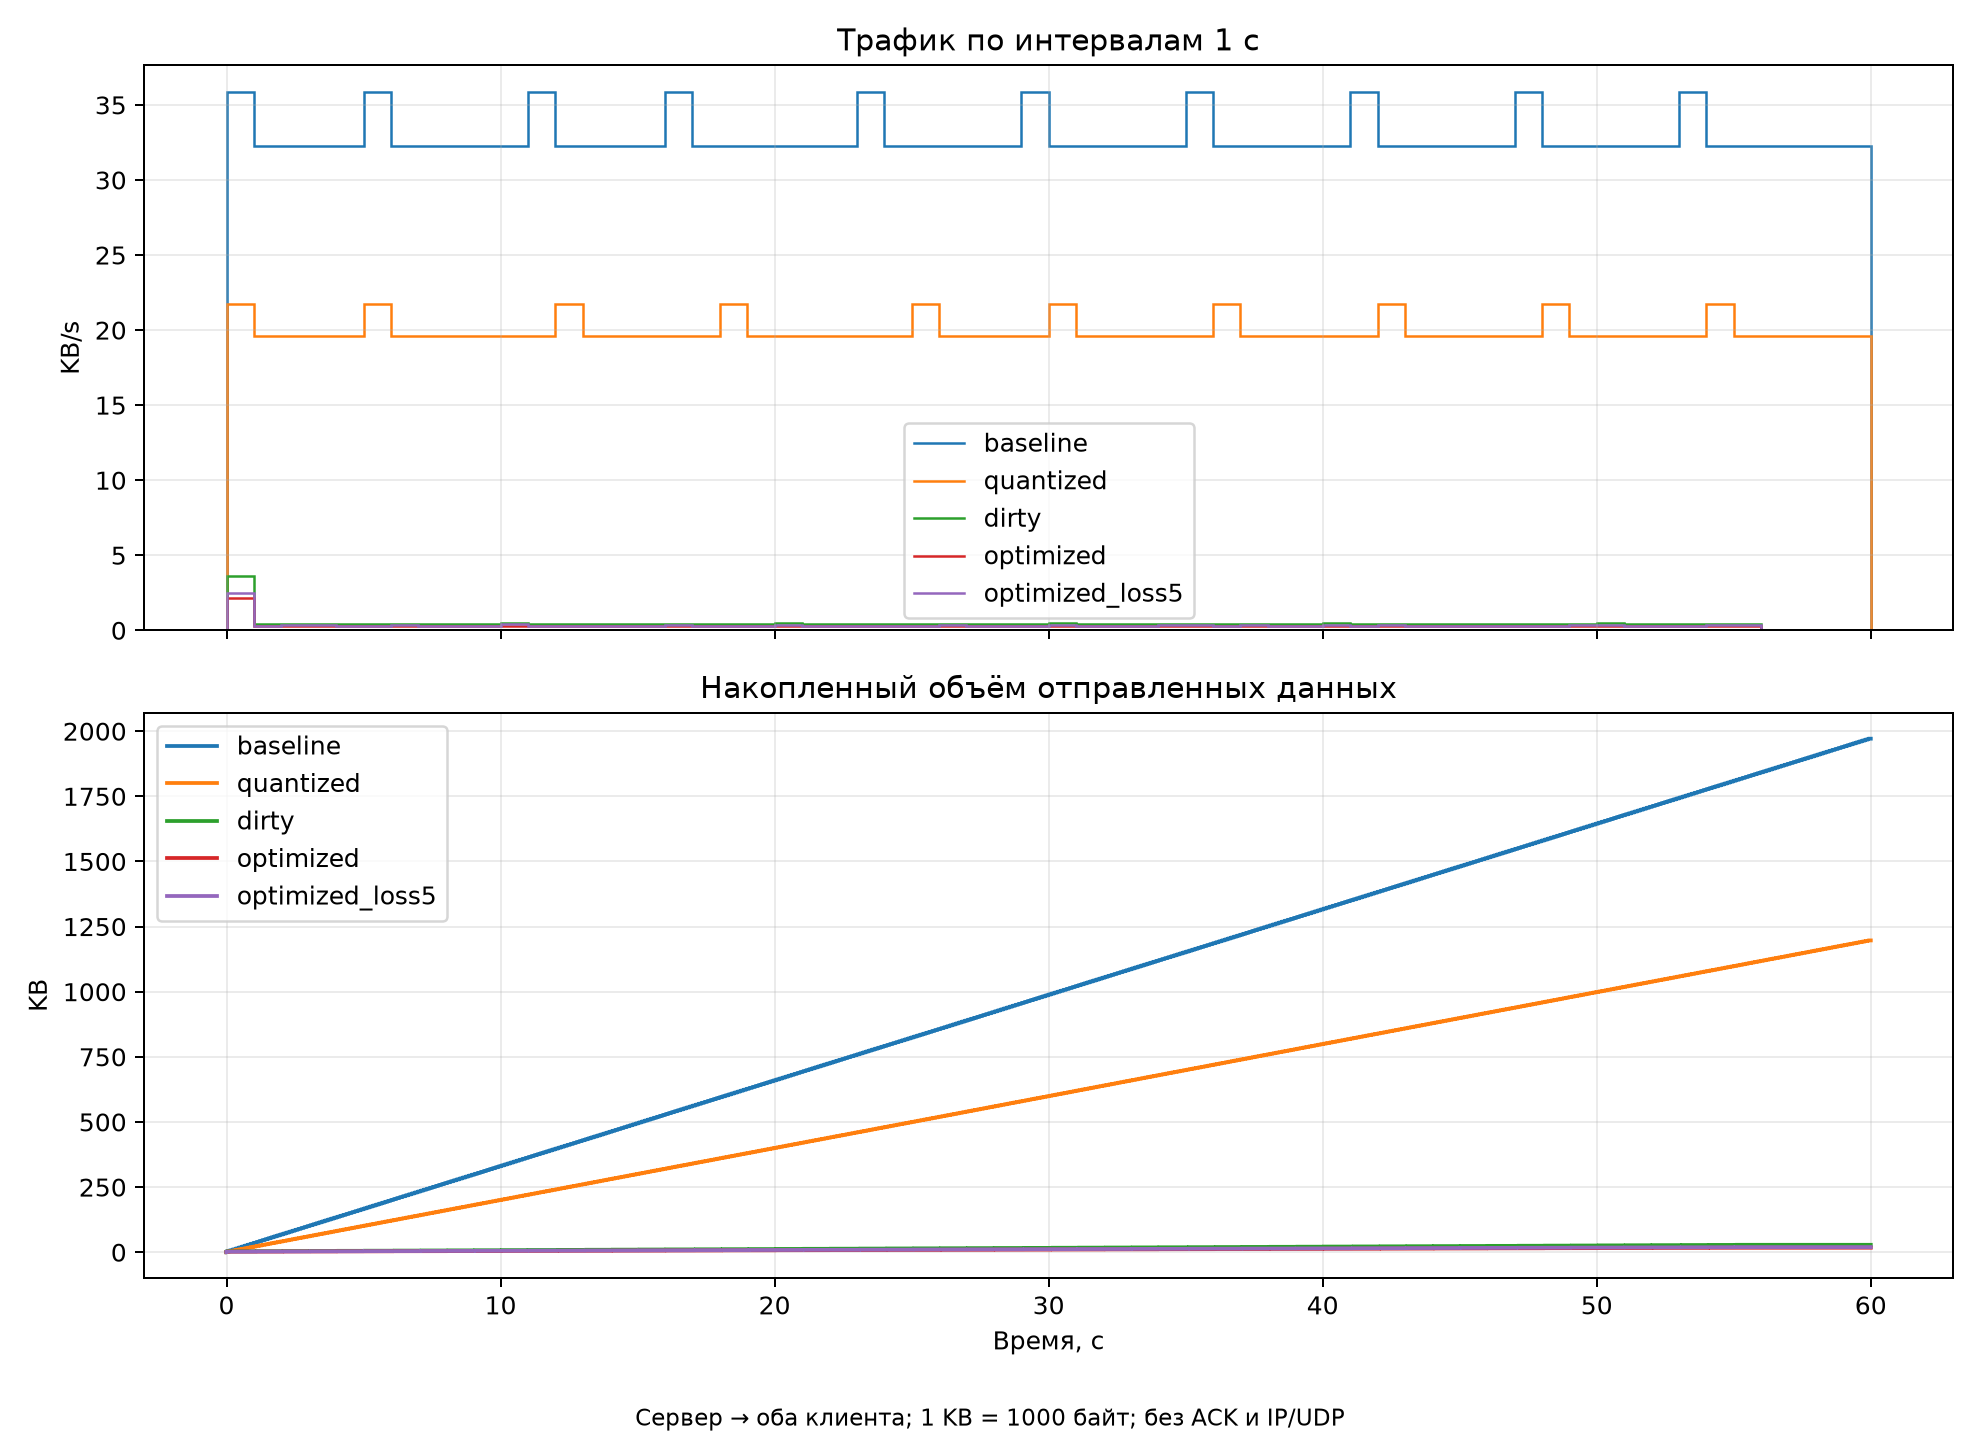 Трафик по интервалам 1 с
KB/s
35
30
25
20
15
10
5
0
baseline
quantized
dirty
optimized
optimized_loss5
Накопленный объём отправленных данных
KB
2000
1750
1500
1250
1000
750
500
250
0
baseline
quantized
dirty
optimized
optimized_loss5
0 10 20 30 40 50 60
Время, с
Сервер → оба клиента; 1 KB = 1000 байт; без ACK и IP/UDP